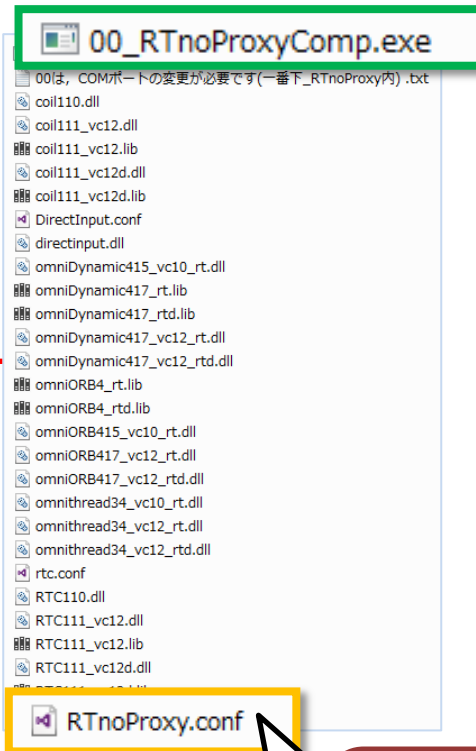 00_RTnoProxyComp.exe
00は，COMポートの変更が必要です(一番下_RTnoProxy内) .txt
coil110.dll
coil111_vc12.dll
coil111_vc12.lib
coil111_vc12d.dll
coil111_vc12d.lib
DirectInput.conf
directinput.dll
omniDynamic415_vc10_rt.dll
omniDynamic417_rt.lib
omniDynamic417_rtd.lib
omniDynamic417_vc12_rt.dll
omniDynamic417_vc12_rtd.dll
omniORB4_rt.lib
omniORB4_rtd.lib
omniORB415_vc10_rt.dll
omniORB417_vc12_rt.dll
omniORB417_vc12_rtd.dll
omnithread34_vc10_rt.dll
omnithread34_vc12_rt.dll
omnithread34_vc12_rtd.dll
rtc.conf
RTC110.dll
RTC111_vc12.dll
RTC111_vc12.lib
RTC111_vc12d.dll
RTnoProxy.conf